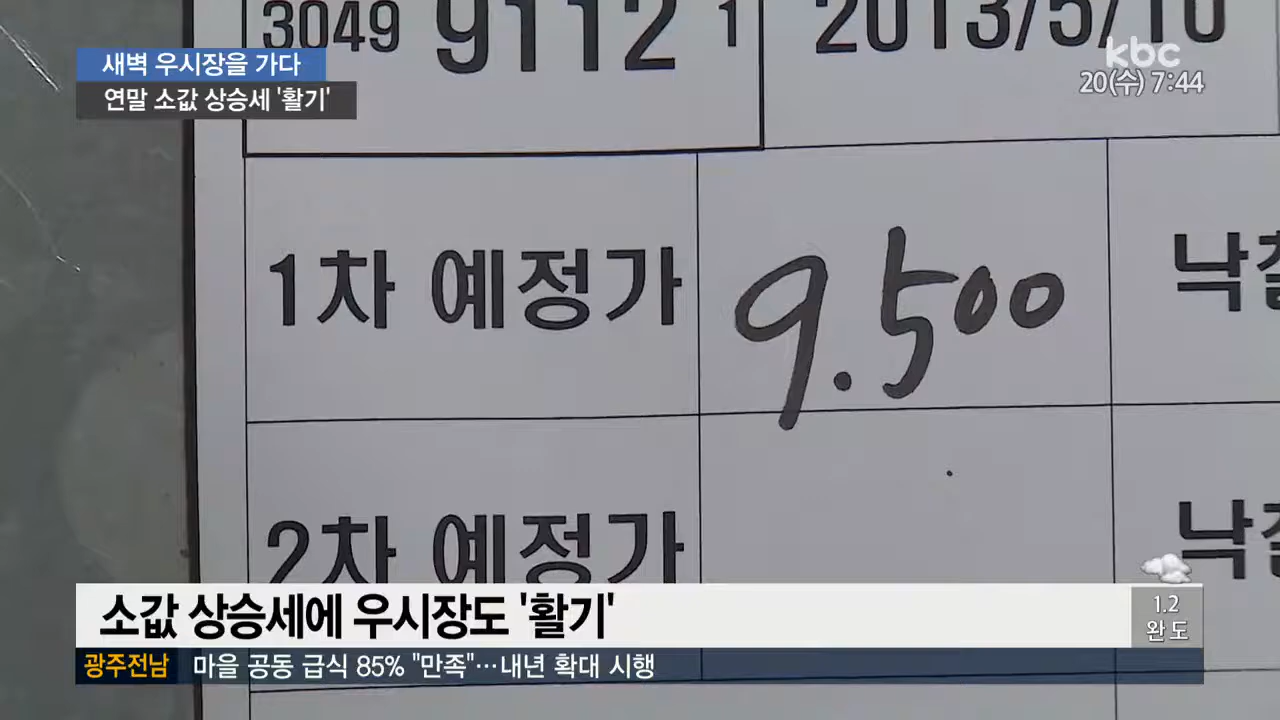 3049 9112 1
2013/5/10
kbc
20(수) 7:44
새벽 우시장을 가다
연말 소값 상승세 '활기'
1차 예정가 9.500 낙
2차 예정가 낙
소값 상승세에 우시장도 '활기'
1.2
완도
광주전남 마을 공동 급식 85% "만족"…내년 확대 시행